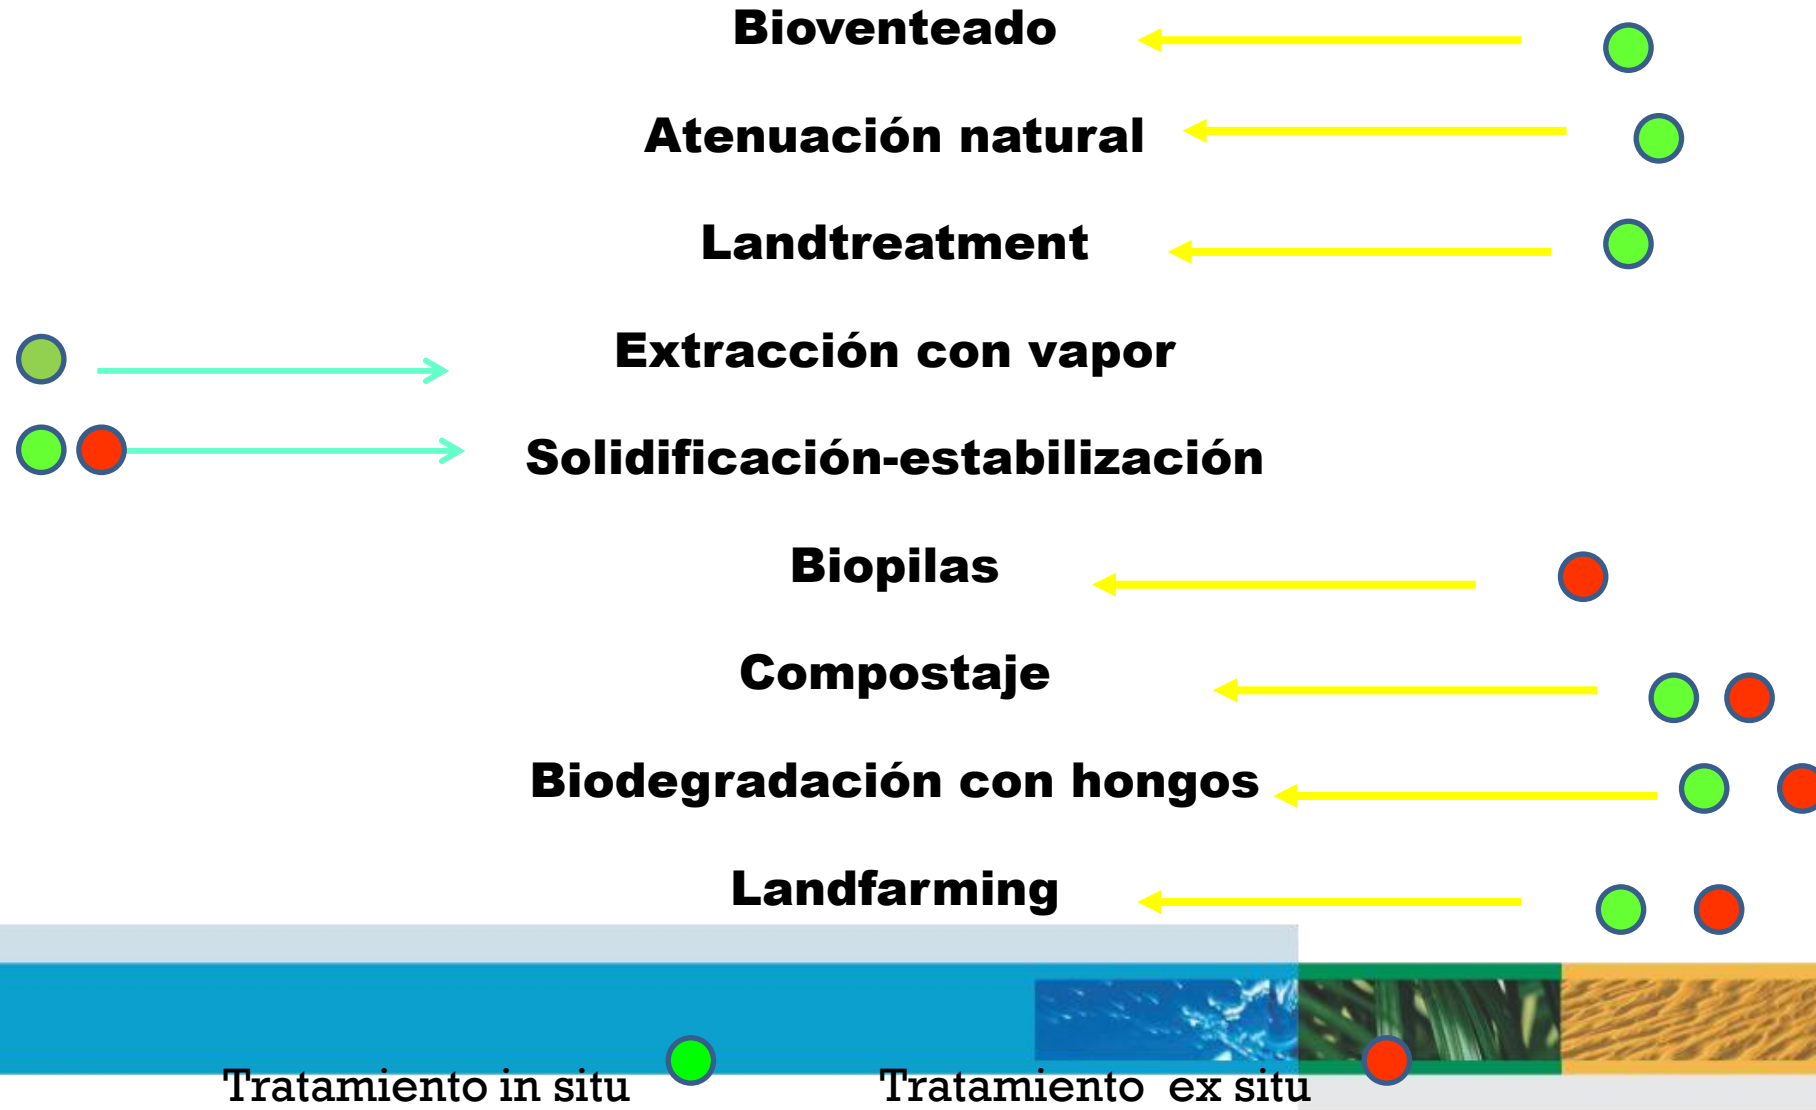 Bioventeado
Atenuación natural
Landtreatment
Extracción con vapor
Solidificación-estabilización
Biopilas
Compostaje
Biodegradación con hongos
Landfarming
Tratamiento in situ
Tratamiento ex situ